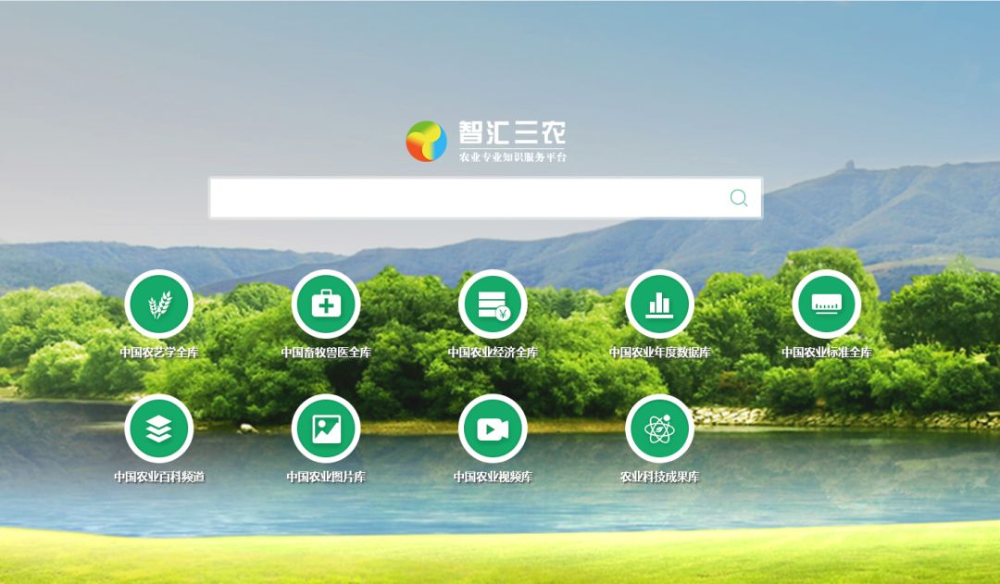 智汇三农
农业专业知识服务平台
中国农艺学全库
中国畜牧兽医全库
中国农业经济全库
中国农业年度数据库
中国农业标准全库
中国农业百科频道
中国农业图片库
中国农业视频库
农业科技成果库